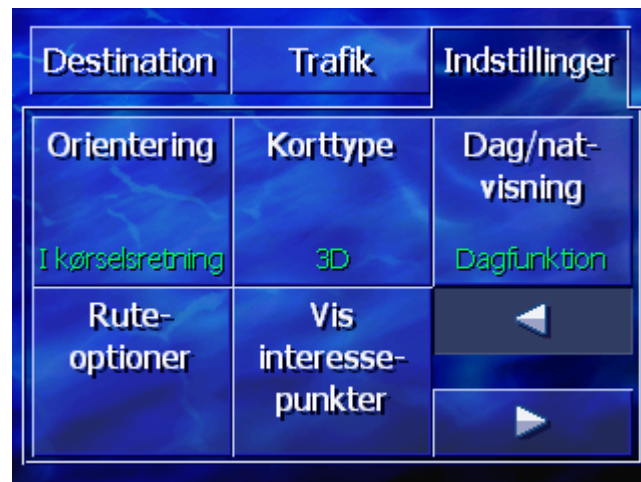 Destination
Trafik
Indstillinger
Orientering
I kørselsretning
Korttype
3D
Dag/nat-
visning
Dagfunktion
Rute-
optioner
Vis
interesse-
punkter